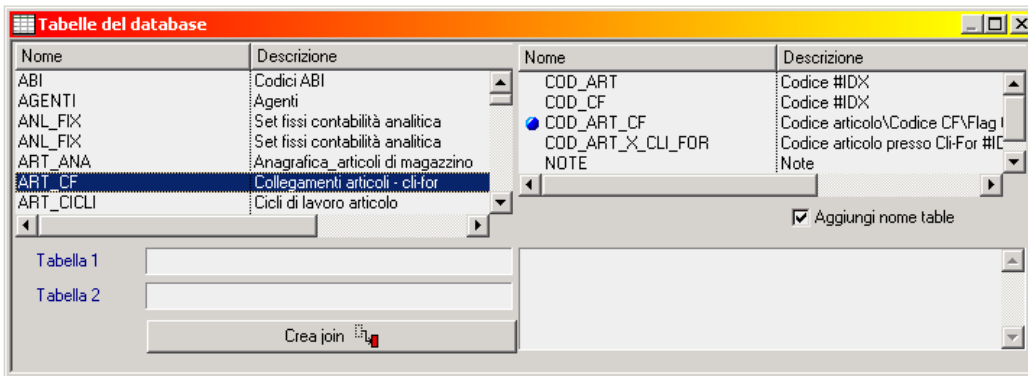 Tabelle del database
Nome Descrizione
ABI Codici ABI
AGENTI Agenti
ANL_FIX Set fissi contabilità analitica
ANL_FIX Set fissi contabilità analitica
ART_ANA Anagrafica_articoli di magazzino
ART_CF Collegamenti articoli - cli-for
ART_CICLI Cicli di lavoro articolo
Nome Descrizione
COD_ART Codice #IDX
COD_CF Codice #IDX
COD_ART_CF Codice articolo\Codice CF\Flag
COD_ART_X_CLI_FOR Codice articolo presso Cli-For
NOTE Note
Aggiungi nome table
Tabella 1
Tabella 2
Crea join